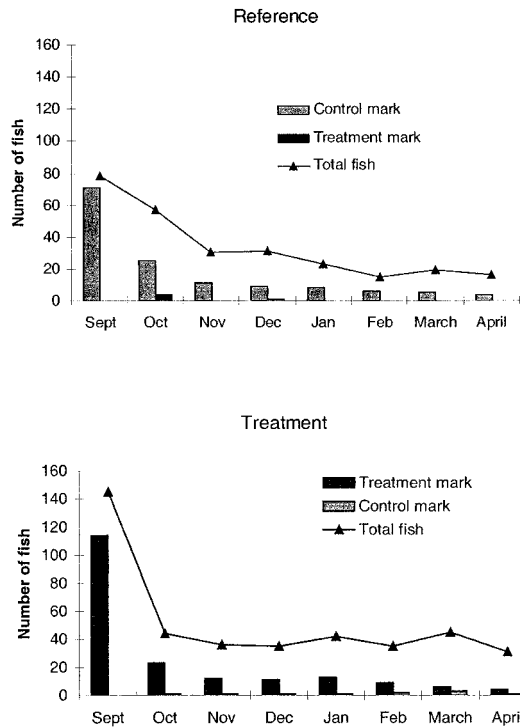 Reference
160
140
120
100
80
60
40
20
0
Number of fish
Control mark
Treatment mark
Total fish
Sept Oct Nov Dec Jan Feb March April
Treatment
160
140
120
100
80
60
40
20
0
Number of fish
Treatment mark
Control mark
Total fish
Sept Oct Nov Dec Jan Feb March April